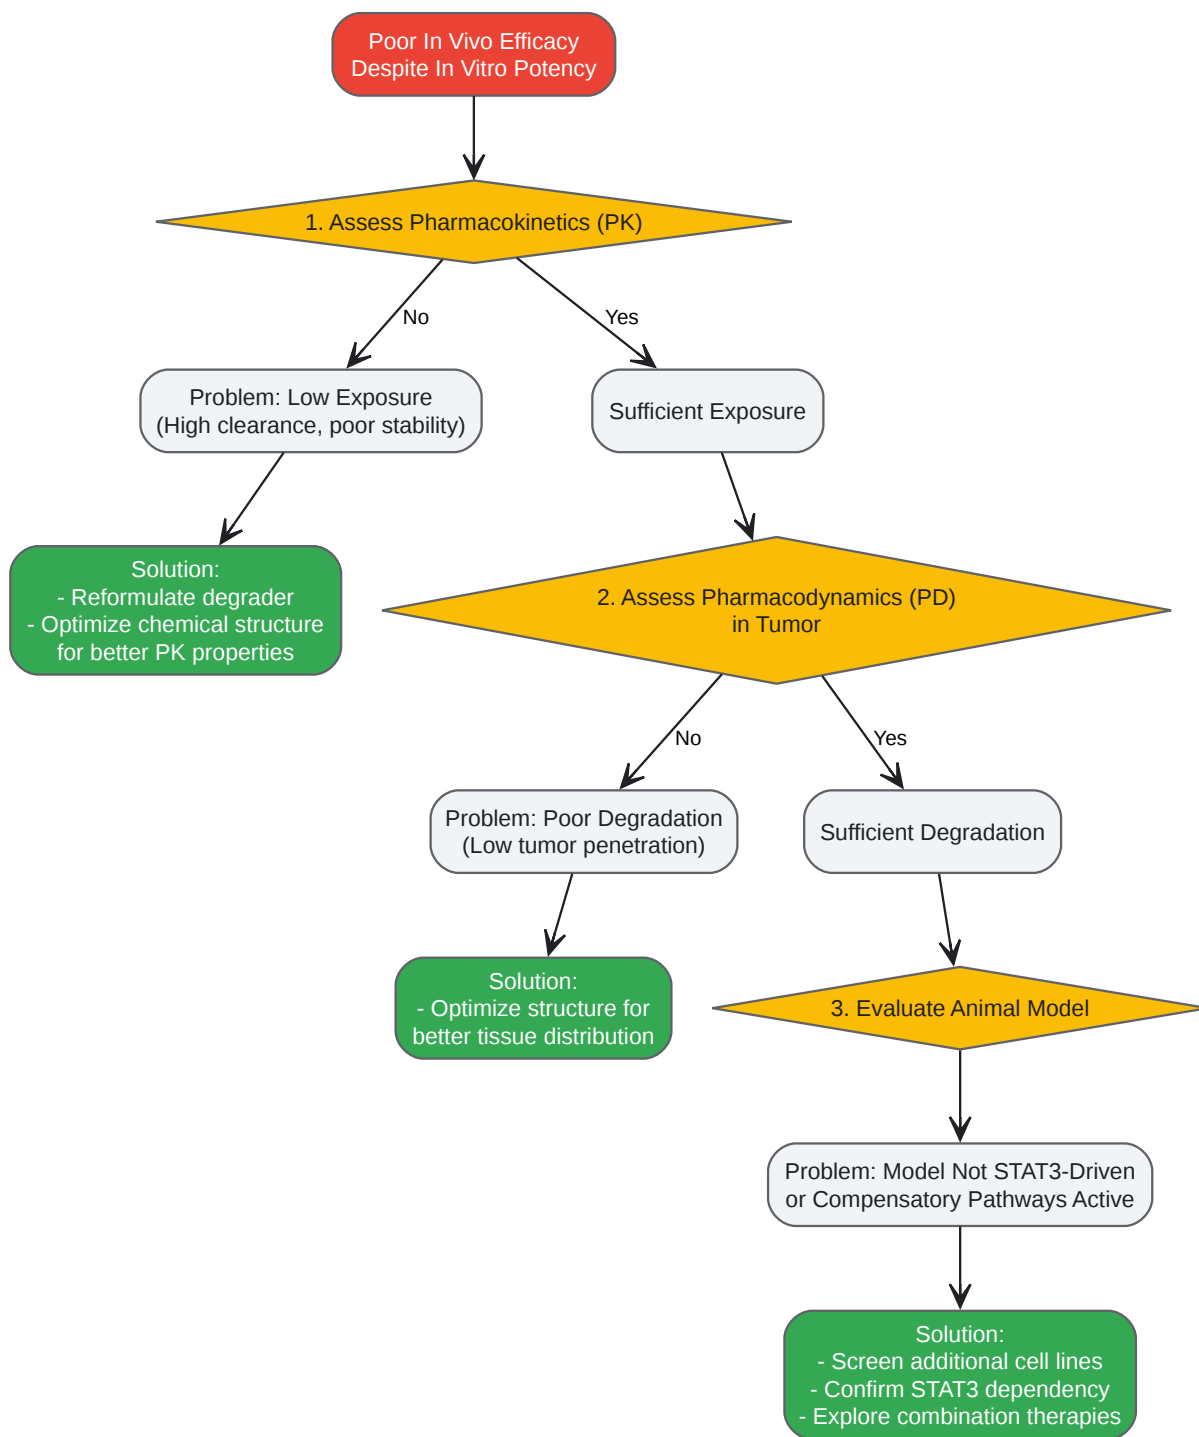 Poor In Vivo Efficacy
Despite In Vitro Potency
1. Assess Pharmacokinetics (PK)
No
Yes
Problem: Low Exposure
(High clearance, poor stability)
Sufficient Exposure
Solution:
- Reformulate degrader
- Optimize chemical structure
for better PK properties
2. Assess Pharmacodynamics (PD)
in Tumor
No
Yes
Problem: Poor Degradation
(Low tumor penetration)
Sufficient Degradation
Solution:
- Optimize structure for
better tissue distribution
3. Evaluate Animal Model
Problem: Model Not STAT3-Driven
or Compensatory Pathways Active
Solution:
- Screen additional cell lines
- Confirm STAT3 dependency
- Explore combination therapies